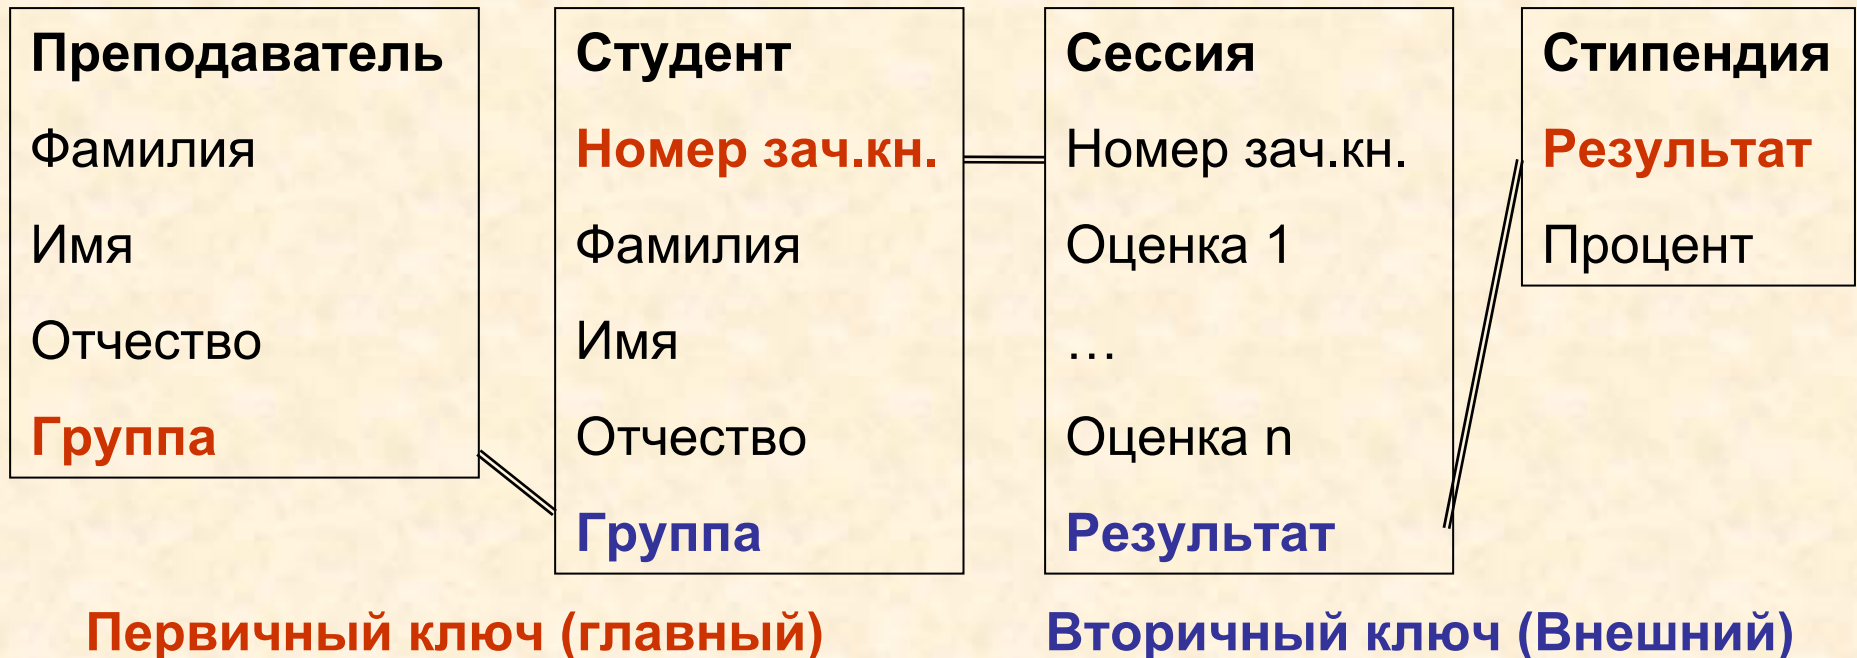 Преподаватель
Фамилия
Имя
Отчество
Группа
Студент
Номер зач.кн.
Фамилия
Имя
Отчество
Группа
Сессия
Номер зач.кн.
Оценка 1
…
Оценка n
Результат
Стипендия
Результат
Процент
Первичный ключ (главный)
Вторичный ключ (Внешний)